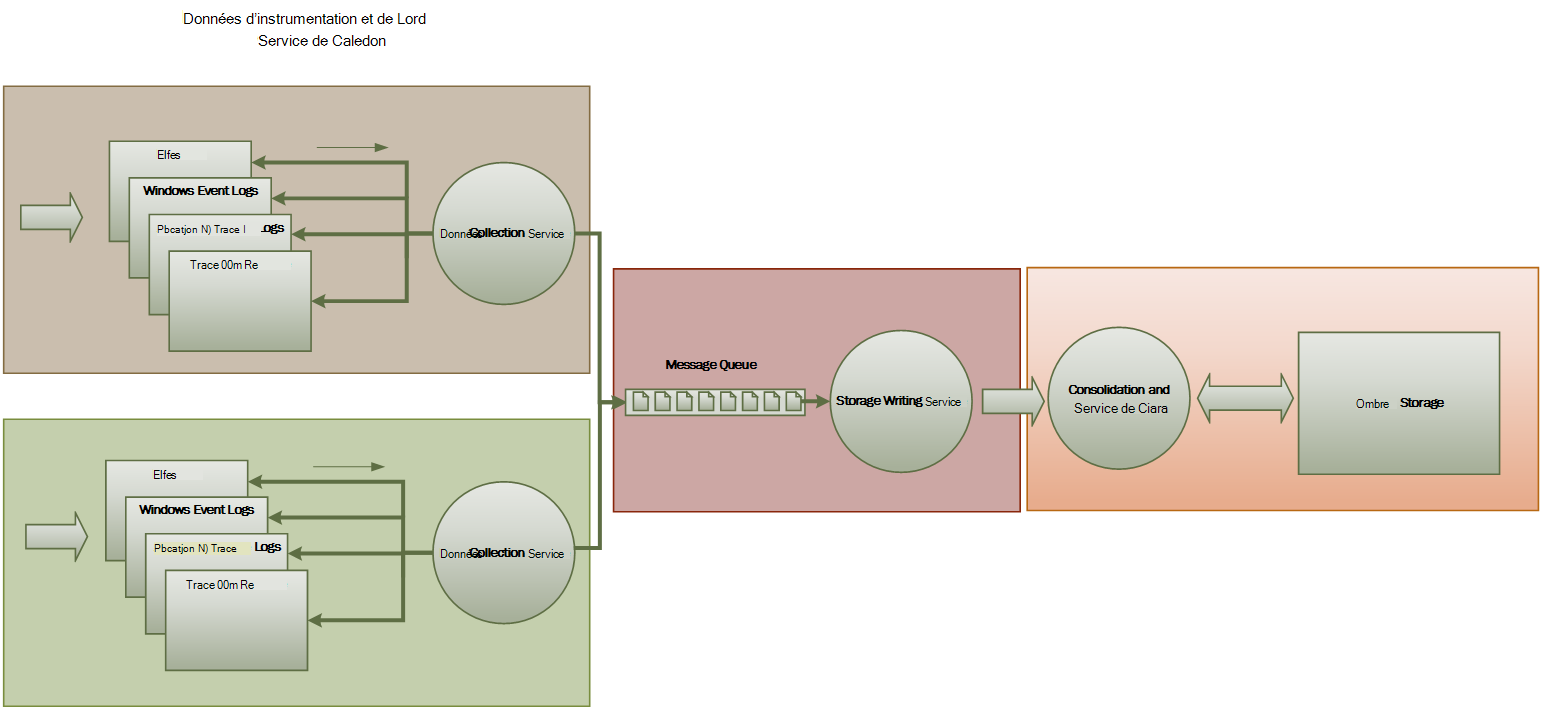 Données d'instrumentation et de Lord
Service de Caledon
Elfes
Windows Event Logs
Pbcatjon N) Trace l .ogs
Trace 00m Re
Données Collection Service
Message Queue
Storage Writing Service
Consolidation and
Service de Ciara
Ombre Storage
Elfes
Windows Event Logs
Pbcatjon N) Trace Logs
Trace 00m Re
Données Collection Service